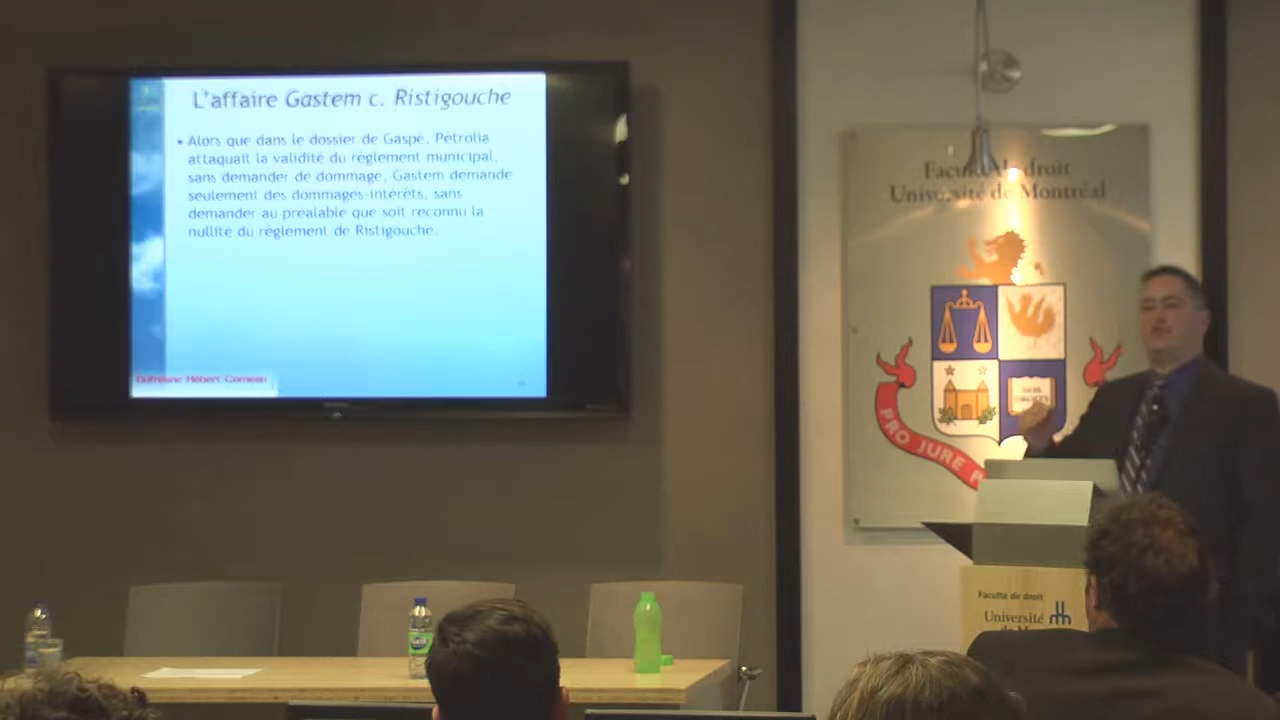 L'affaire Gastem c. Ristigouche
• Alors que dans le dossier de Gaspé, Pétrolia
attaquait la validité du règlement municipal,
sans demander de dommage, Gastem demande
seulement des dommages-intérêts, sans
demander au préalable que soit reconnu la
nullité du règlement de Ristigouche.
Dufresne Hébert Comeau
Faculté de droit
Université de Montréal
PRO JURE
Faculté de droit
Université